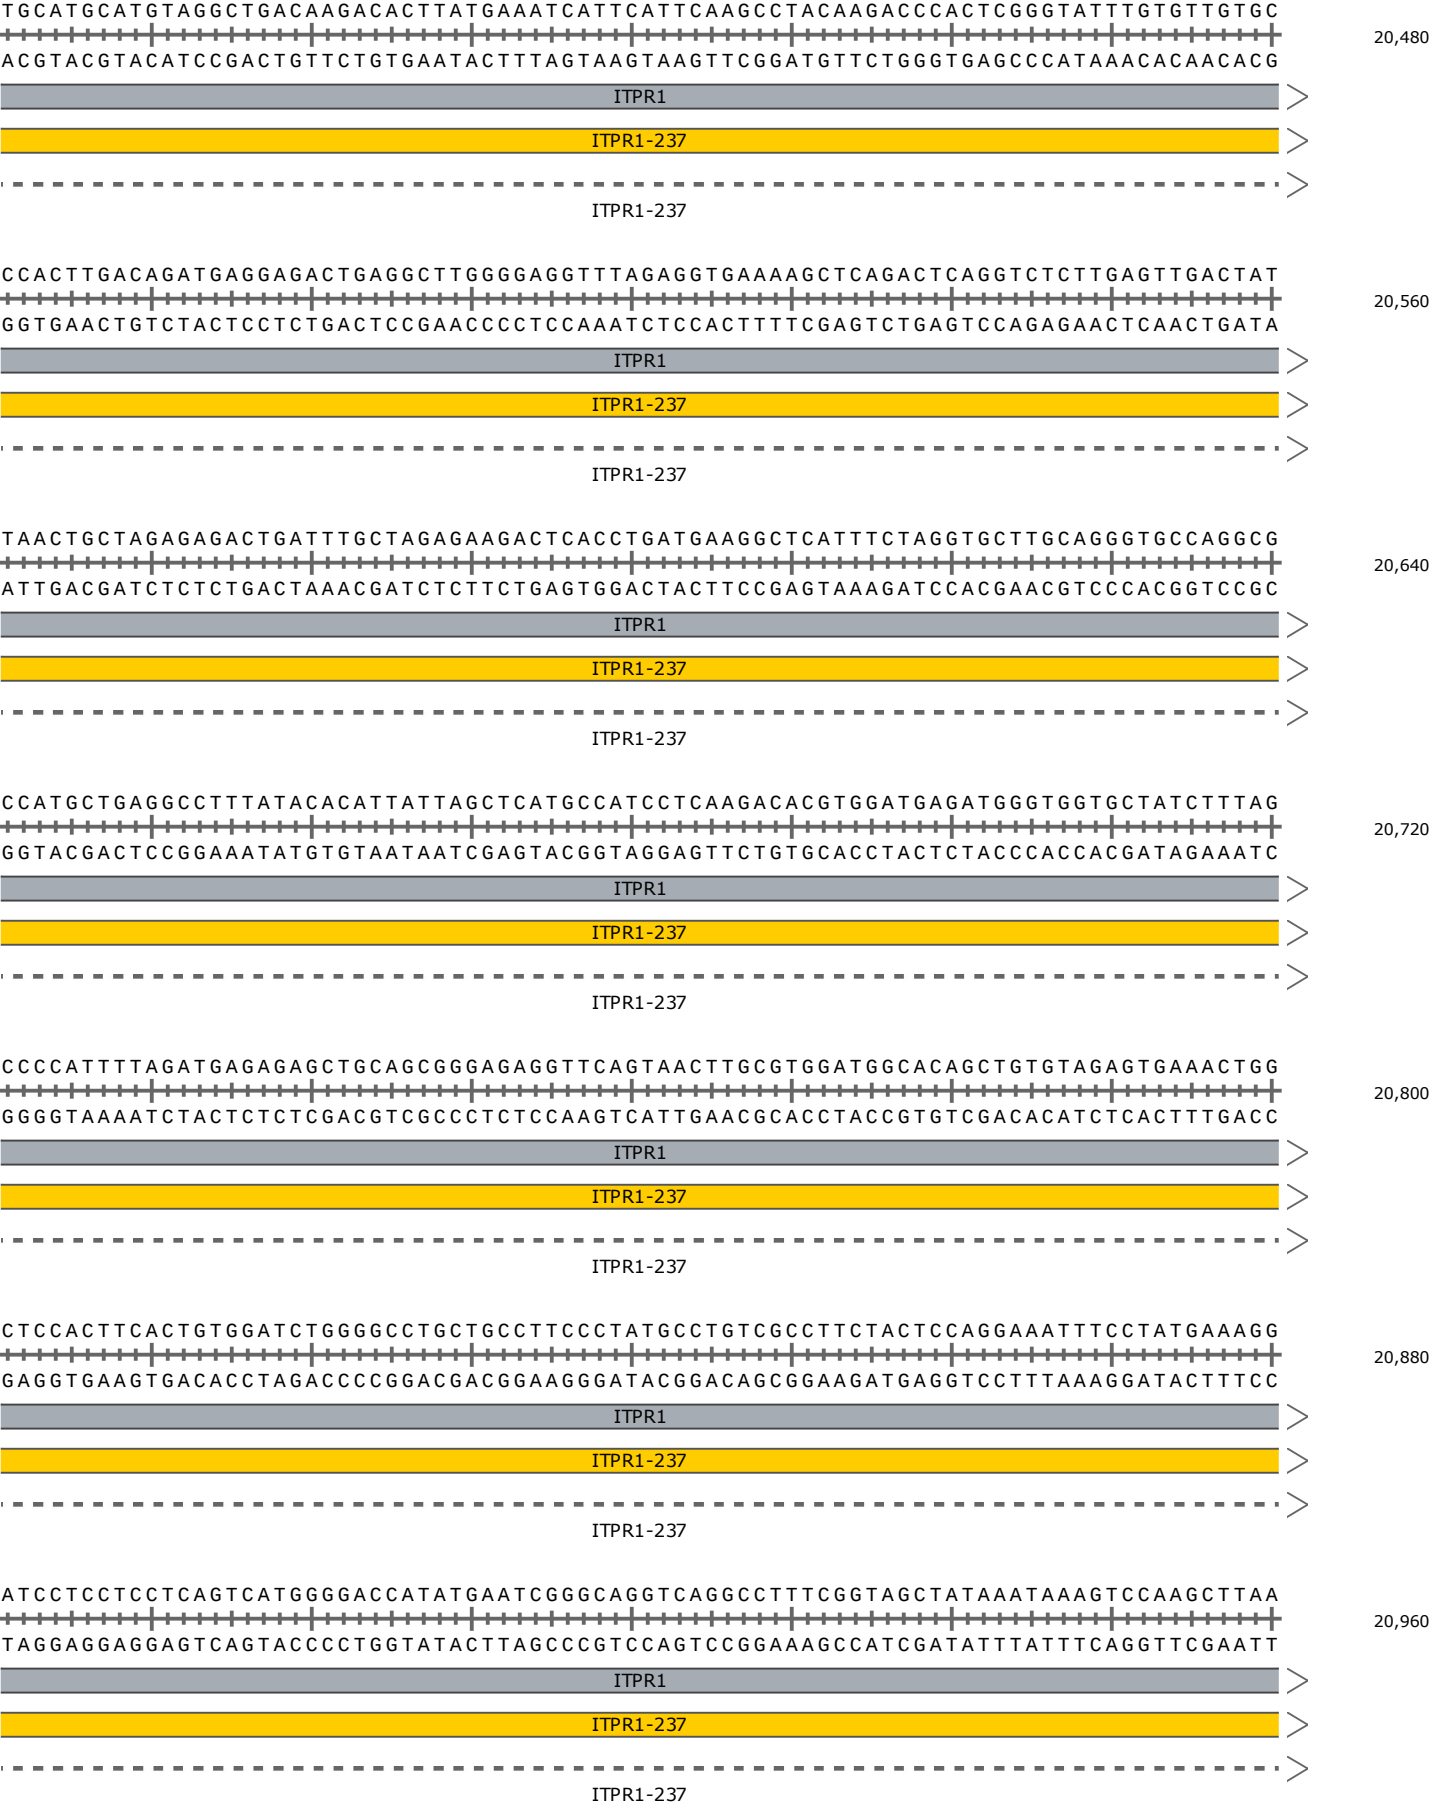 TGCATGCATGTAGGCTGACAAGACACTTATGAAATCATTCATTCAAGCCTACAAGACCCACTCGGGTATTTGTGTTGTGC
20,480
ACGTACGTACATCCGACTGTTCTGTGAATACTTTAGTAAGTAAGTTCGGATGTTCTGGGTGAGCCCATAAACACAACACG
ITPR1
ITPR1-237
ITPR1-237
CCACTTGACAGATGAGGAGACTGAGGCTTGGGGAGGTTTAGAGGTGAAAAGCTCAGACTCAGGTCTCTTGAGTTGACTAT
20,560
GGTGAACTGTCTACTCCTCTGACTCCGAACCCCTCCAAATCTCCACTTTTCGAGTCTGAGTCCAGAGAACTCAACTGATA
ITPR1
ITPR1-237
ITPR1-237
TAACTGCTAGAGAGACTGATTTGCTAGAGAAGACTCACCTGATGAAGGCTCATTTCTAGGTGCTTGCAGGGTGCCAGGCG
20,640
ATTGACGATCTCTCTGACTAAACGATCTCTTCTGAGTGGACTACTTCCGAGTAAAGATCCACGAACGTCCCACGGTCCGC
ITPR1
ITPR1-237
ITPR1-237
CCATGCTGAGGCCTTTATACACATTATTAGCTCATGCCATCCTCAAGACACGTGGATGAGATGGGTGGTGCTATCTTTAG
20,720
GGTACGACTCCGGAAATATGTGTAATAATCGAGTACGGTAGGAGTTCTGTGCACCTACTCTACCCACCACGATAGAAATC
ITPR1
ITPR1-237
ITPR1-237
CCCCATTTTAGATGAGAGAGCTGCAGCGGGAGAGGTTCAGTAACTTGCGTGGATGGCACAGCTGTGTAGAGTGAAACTGG
20,800
GGGGTAAAATCTACTCTCTCGACGTCGCCCTCTCCAAGTCATTGAACGCACCTACCGTGTCGACACATCTCACTTTGACC
ITPR1
ITPR1-237
ITPR1-237
CTCCACTTCACTGTGGATCTGGGGCCTGCTGCCTTCCCTATGCCTGTCGCCTTCTACTCCAGGAAATTTCCTATGAAAGG
20,880
GAGGTGAAGTGACACCTAGACCCCGGACGACGGAAGGGATACGGACAGCGGAAGATGAGGTCCTTTAAAGGATACTTTCC
ITPR1
ITPR1-237
ITPR1-237
ATCCTCCTCCTCAGTCATGGGGACCATATGAATCGGGCAGGTCAGGCCTTTCGGTAGCTATAAATAAAGTCCAAGCTTAA
20,960
TAGGAGGAGGAGTCAGTACCCCTGGTATACTTAGCCCGTCCAGTCCGGAAAGCCATCGATATTTATTTCAGGTTCGAATT
ITPR1
ITPR1-237
ITPR1-237